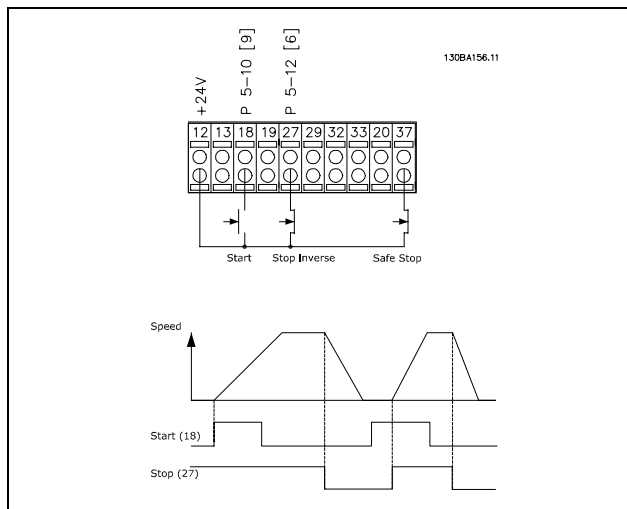 130BA156.11
+24V
P 5-10 [9]
P 5-12 [6]
12 13 18 19 27 29 32 33 20 37
Start Stop Inverse Safe Stop
Speed
Start (18)
Stop (27)